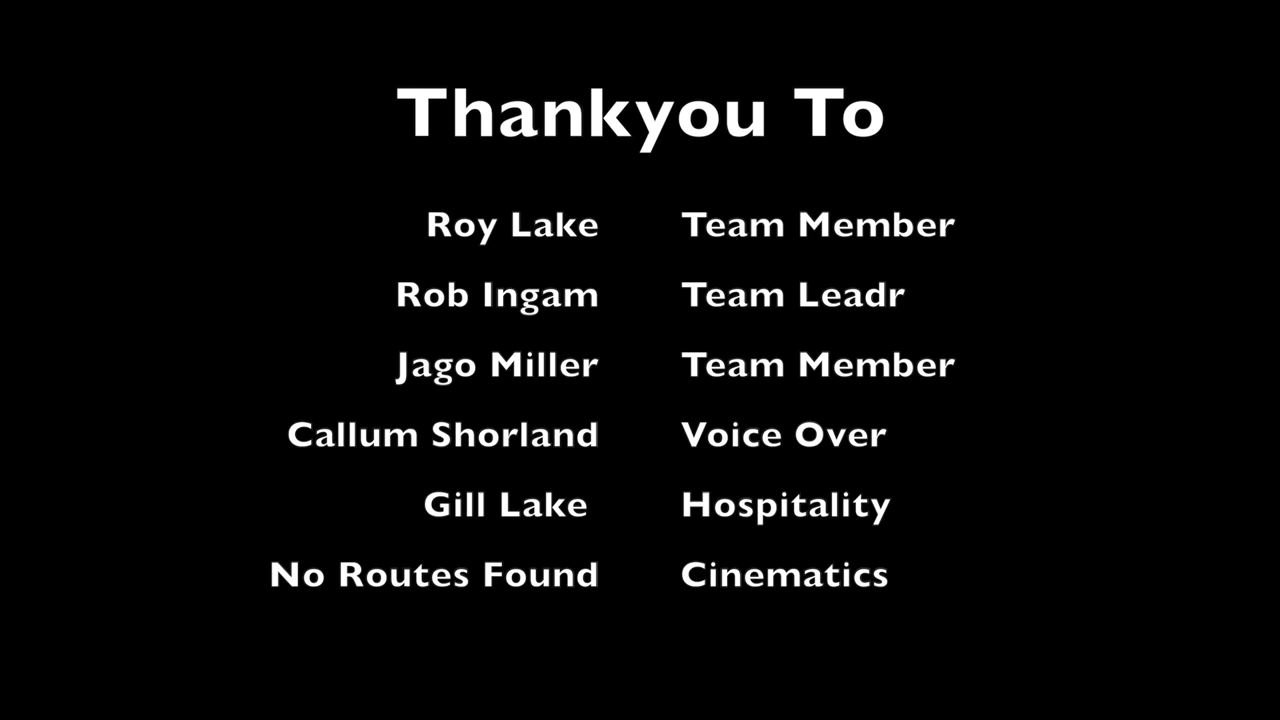 Thankyou To
Roy Lake Team Member
Rob Ingam Team Leadr
Jago Miller Team Member
Callum Shorland Voice Over
Gill Lake Hospitality
No Routes Found Cinematics